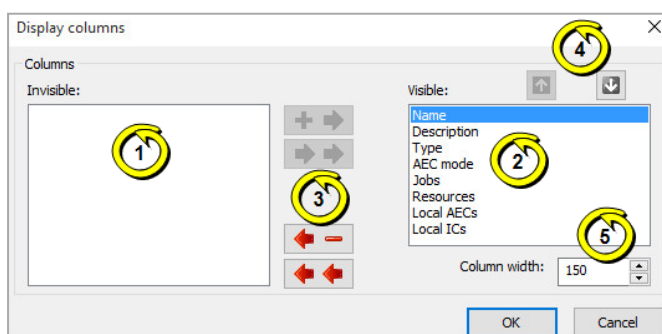 Display columns
4
Columns
Invisible:
Visible:
1
Name
Description
Type
AEC mode
Jobs
Resources
Local AECs
Local ICs
2
3
5
Column width:
150
OK
Cancel